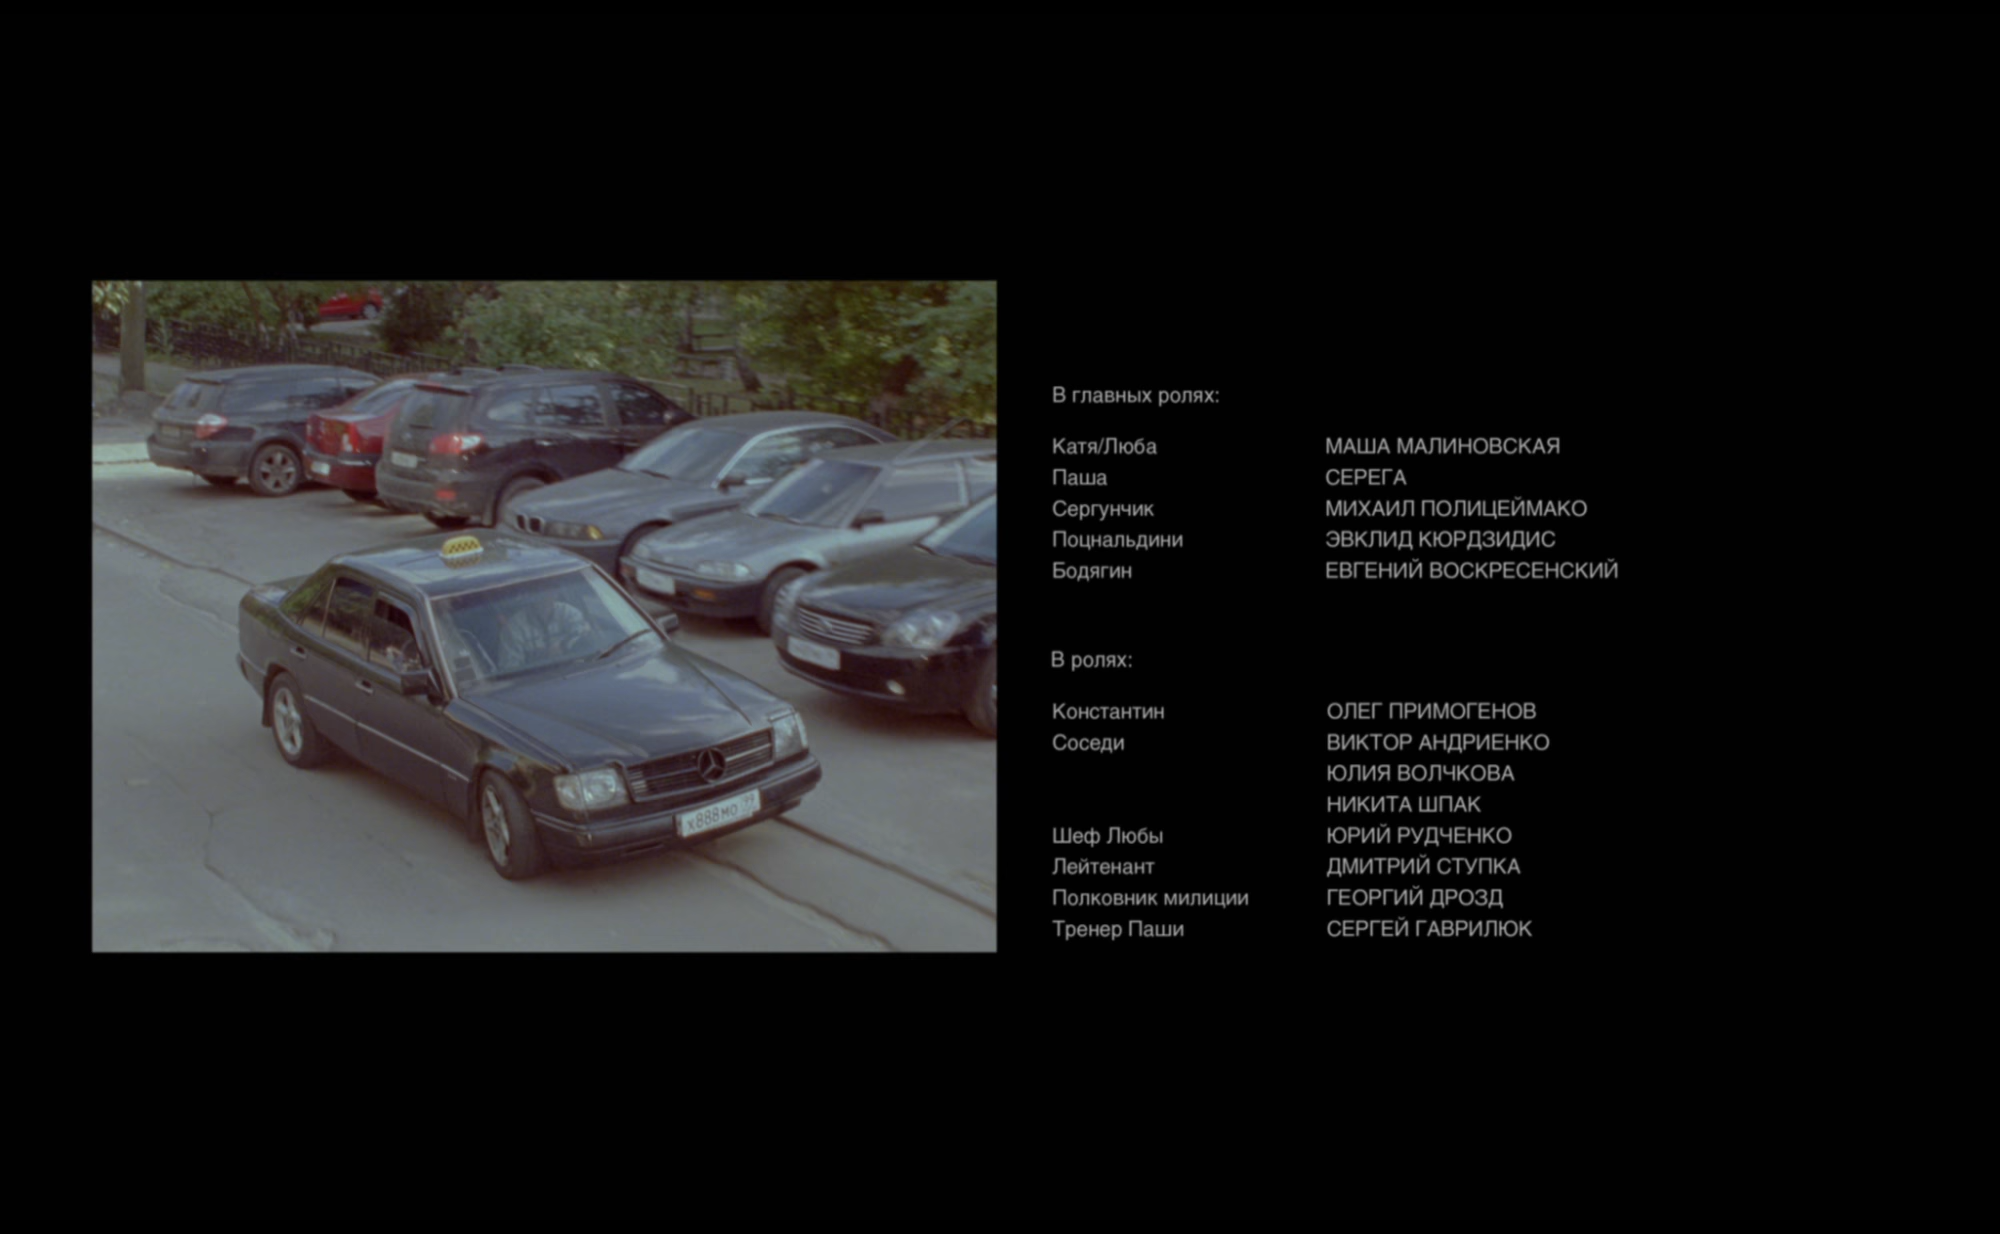 В главных ролях:
Катя/Люба МАША МАЛИНОВСКАЯ
Паша СЕРЕГА
Сергунчик МИХАИЛ ПОЛИЦЕЙМАКО
Поцнальдини ЭВКЛИД КЮРДЗИДИС
Бодягин ЕВГЕНИЙ ВОСКРЕСЕНСКИЙ
В ролях:
Константин ОЛЕГ ПРИМОГЕНОВ
Соседи ВИКТОР АНДРИЕНКО
ЮЛИЯ ВОЛЧКОВА
НИКИТА ШПАК
Шеф Любы ЮРИЙ РУДЧЕНКО
Лейтенант ДМИТРИЙ СТУПКА
Полковник милиции ГЕОРГИЙ ДРОЗД
Тренер Паши СЕРГЕЙ ГАВРИЛЮК
х888мо 99